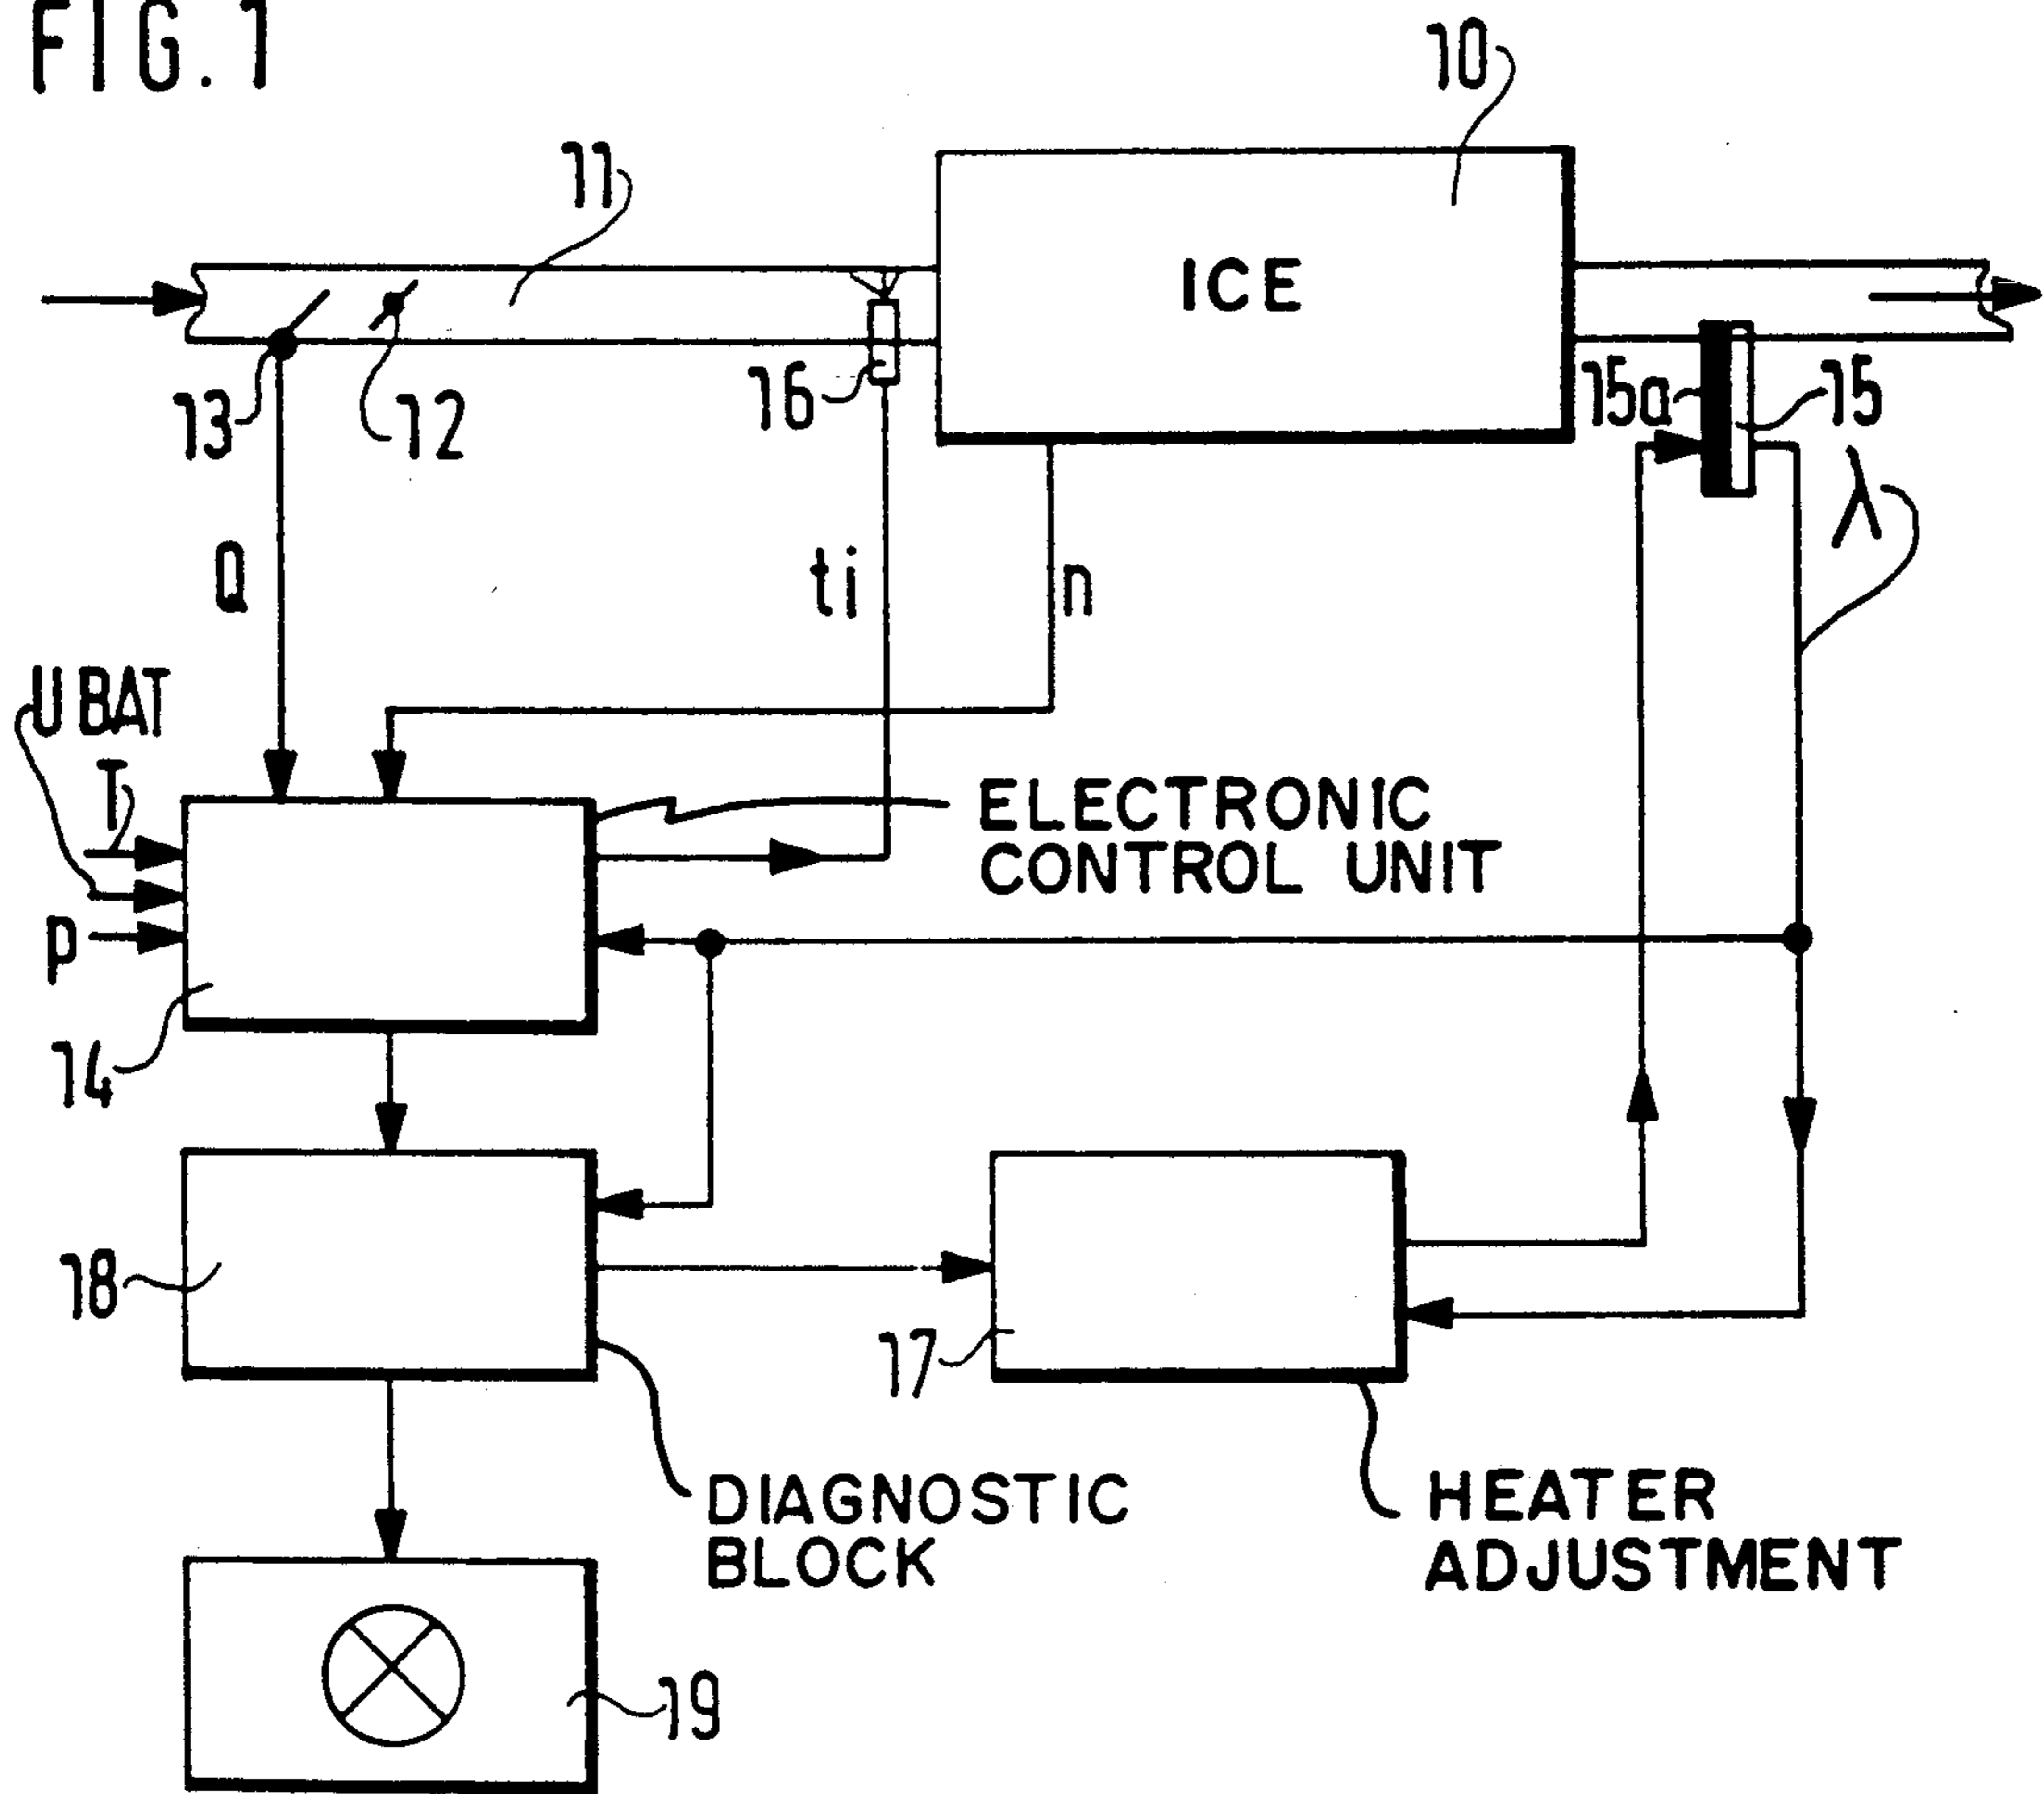 FIG. 1
10
11
ICE
13
12
16
15a
15
λ
Q
ti
n
UBAT
T
p
ELECTRONIC
CONTROL UNIT
14
18
17
DIAGNOSTIC
BLOCK
HEATER
ADJUSTMENT
19